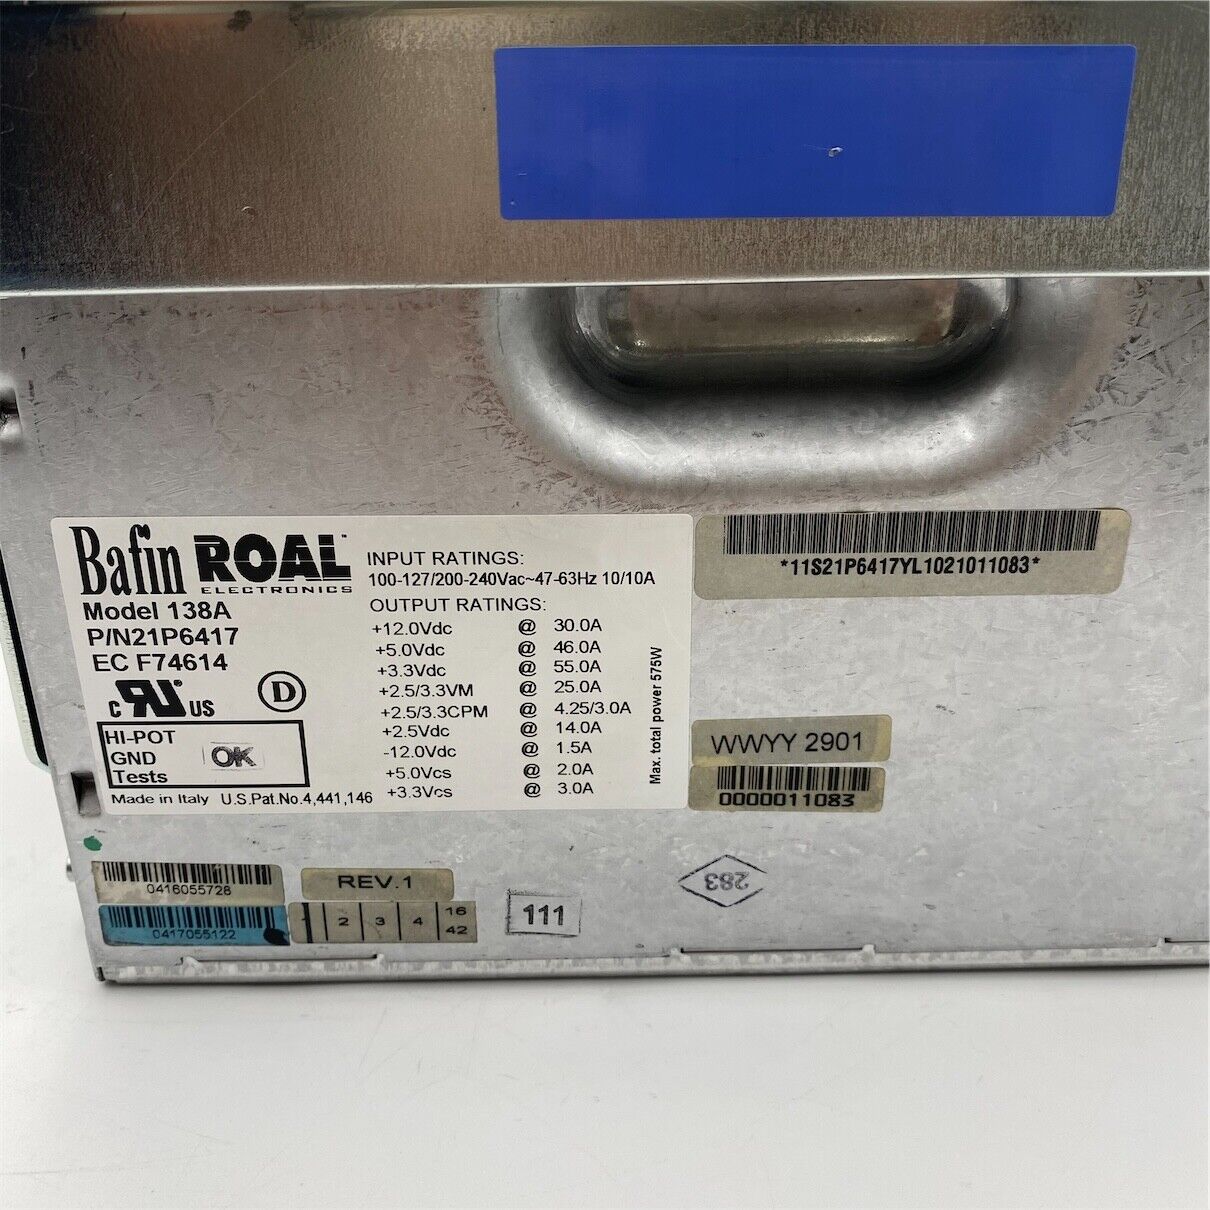 Bafin ROAL™
ELECTRONICS
Model 138A
P/N21P6417
EC F74614
C RU® US
D
HI-POT
GND
Tests
OK
Made in Italy U.S.Pat.No.4,441,146
INPUT RATINGS:
100-127/200-240Vac~47-63Hz 10/10A
OUTPUT RATINGS:
+12.0Vdc @ 30.0A
+5.0Vdc @ 46.0A
+3.3Vdc @ 55.0A
+2.5/3.3VM @ 25.0A
+2.5/3.3CPM @ 4.25/3.0A
+2.5Vdc @ 14.0A
-12.0Vdc @ 1.5A
+5.0Vcs @ 2.0A
+3.3Vcs @ 3.0A
Max. total power 575W
*11S21P6417YL1021011083*
WWYY 2901
0000011083
0416055728
0417055122
REV.1
1 2 3 4 16
42
111
283